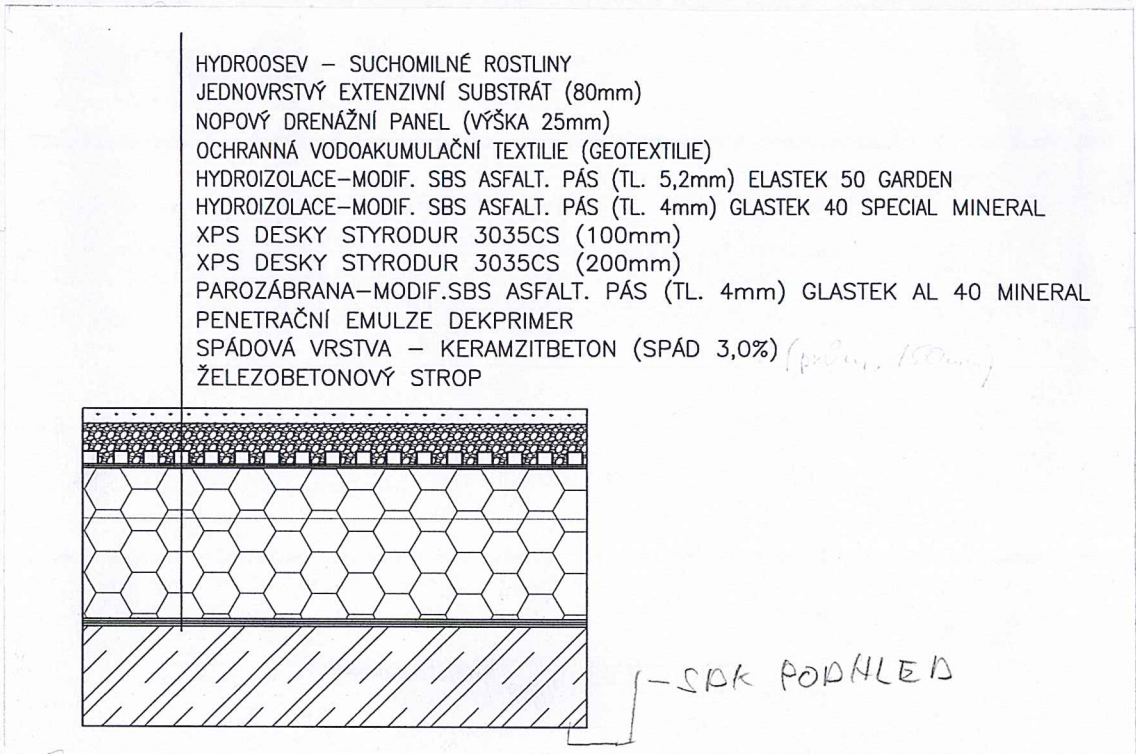 HYDROOSEV – SUCHOMILNÉ ROSTLINY
JEDNOVRSTVÝ EXTENZIVNÍ SUBSTRÁT (80mm)
NOPOVÝ DRENÁŽNÍ PANEL (VÝŠKA 25mm)
OCHRANNÁ VODOAKUMULAČNÍ TEXTILIE (GEOTEXTILIE)
HYDROIZOLACE–MODIF. SBS ASFALT. PÁS (TL. 5,2mm) ELASTEK 50 GARDEN
HYDROIZOLACE–MODIF. SBS ASFALT. PÁS (TL. 4mm) GLASTEK 40 SPECIAL MINERAL
XPS DESKY STYRODUR 3035CS (100mm)
XPS DESKY STYRODUR 3035CS (200mm)
PAROZÁBRANA–MODIF.SBS ASFALT. PÁS (TL. 4mm) GLASTEK AL 40 MINERAL
PENETRAČNÍ EMULZE DEKPRIMER
SPÁDOVÁ VRSTVA – KERAMZITBETON (SPÁD 3,0%)
ŽELEZOBETONOVÝ STROP
– SDK PODHLED